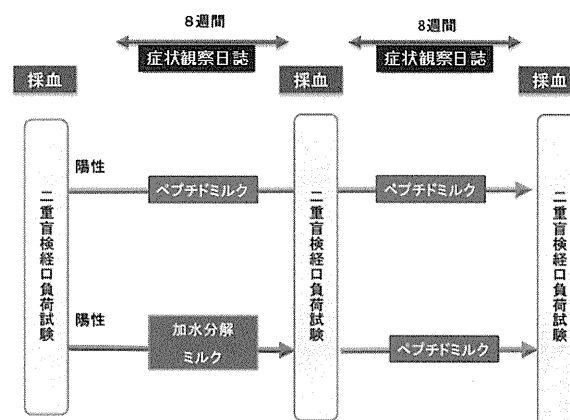 8週間
8週間
症状観察日誌
症状観察日誌
採血
採血
採血
二重盲検経口負荷試験
陽性
ペプチドミルク
二重盲検経口負荷試験
ペプチドミルク
二重盲検経口負荷試験
陽性
加水分解
ミルク
ペプチドミルク